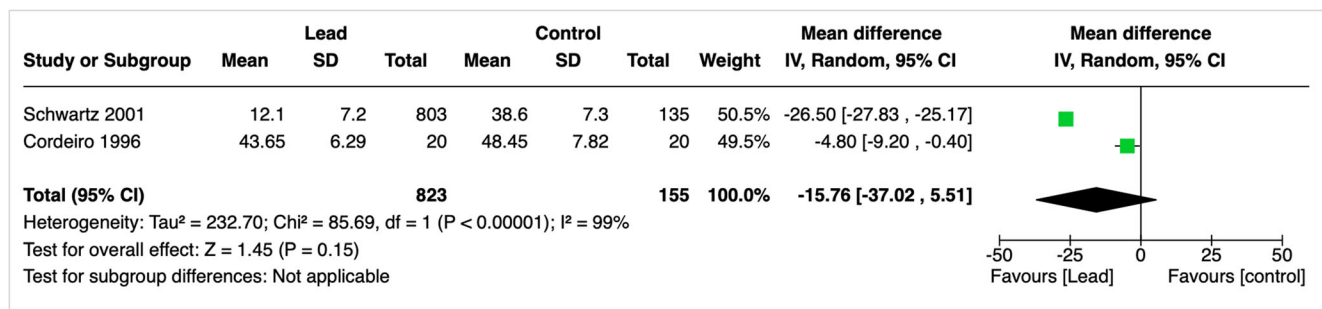 Lead Control Mean difference Mean difference
Study or Subgroup Mean SD Total Mean SD Total Weight IV, Random, 95% CI IV, Random, 95% CI
Schwartz 2001 12.1 7.2 803 38.6 7.3 135 50.5% -26.50 [-27.83 , -25.17]
Cordeiro 1996 43.65 6.29 20 48.45 7.82 20 49.5% -4.80 [-9.20 , -0.40]
Total (95% CI) 823 155 100.0% -15.76 [-37.02 , 5.51]
Heterogeneity: Tau² = 232.70; Chi² = 85.69, df = 1 (P < 0.00001); I² = 99%
Test for overall effect: Z = 1.45 (P = 0.15)
Test for subgroup differences: Not applicable
-50 -25 0 25 50
Favours [Lead] Favours [control]